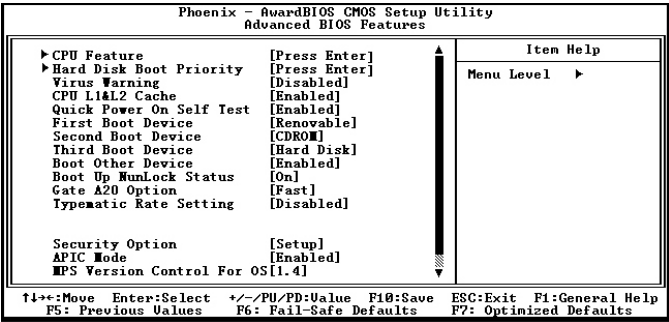 Phoenix - AwardBIOS CMOS Setup Utility
Advanced BIOS Features
CPU Feature [Press Enter]
Hard Disk Boot Priority [Press Enter]
Virus Warning [Disabled]
CPU L1&L2 Cache [Enabled]
Quick Power On Self Test [Enabled]
First Boot Device [Removable]
Second Boot Device [CDROM]
Third Boot Device [Hard Disk]
Boot Other Device [Enabled]
Boot Up NumLock Status [On]
Gate A20 Option [Fast]
Typematic Rate Setting [Disabled]
Security Option [Setup]
APIC Mode [Enabled]
MPS Version Control For OS[1.4]
Item Help
Menu Level ▶
↑↓→←:Move Enter:Select +/-/PU/PD:Value F10:Save ESC:Exit F1:General Help
F5: Previous Values F6: Fail-Safe Defaults F7: Optimized Defaults